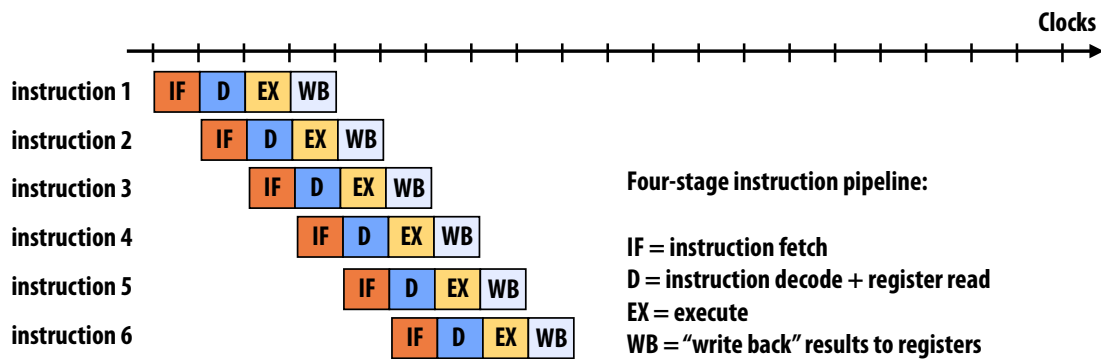 Clocks
instruction 1 IF D EX WB
instruction 2 IF D EX WB
instruction 3 IF D EX WB
instruction 4 IF D EX WB
instruction 5 IF D EX WB
instruction 6 IF D EX WB
Four-stage instruction pipeline:
IF = instruction fetch
D = instruction decode + register read
EX = execute
WB = “write back” results to registers